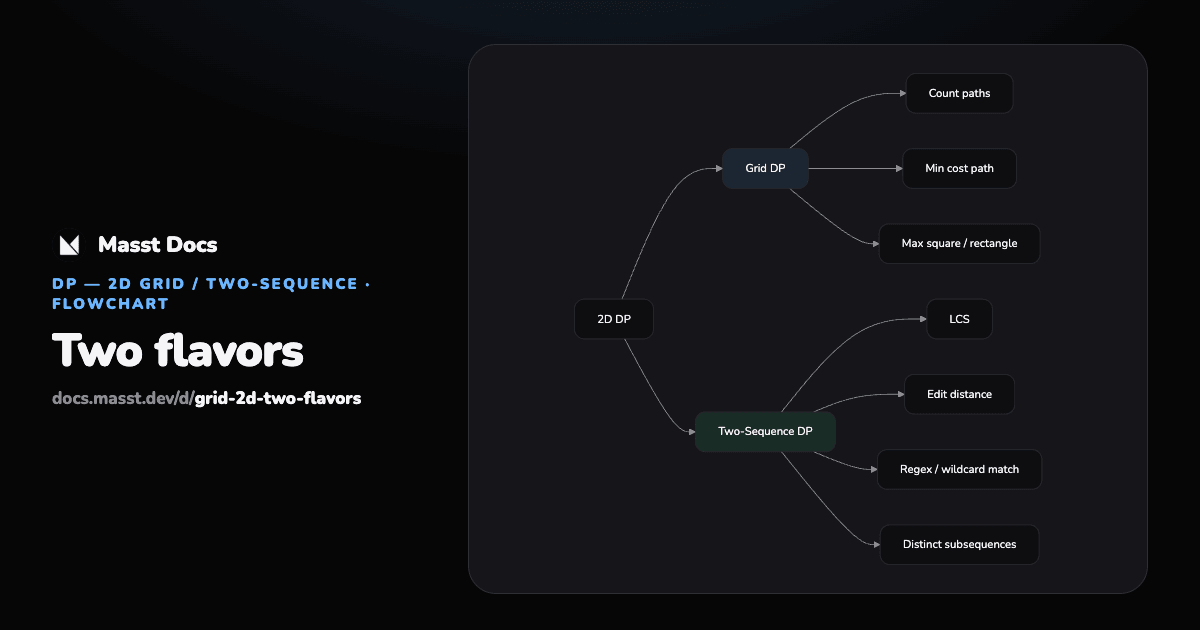 Masst Docs
DP — 2D GRID / TWO-SEQUENCE ·
FLOWCHART
Two flavors
docs.masst.dev/d/grid-2d-two-flavors
2D DP
Grid DP
Count paths
Min cost path
Max square / rectangle
Two-Sequence DP
LCS
Edit distance
Regex / wildcard match
Distinct subsequences